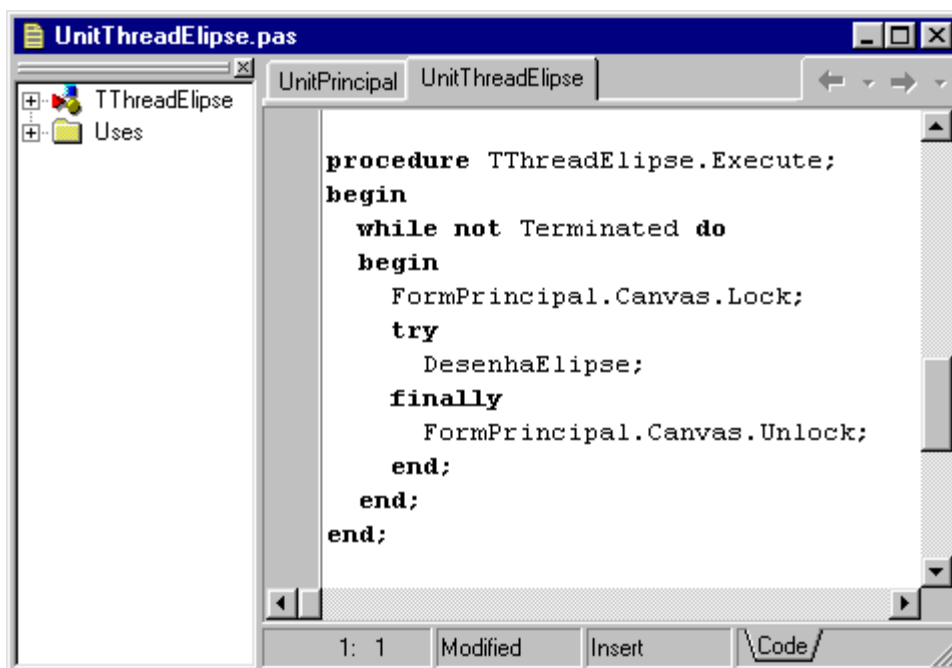 UnitThreadElipse.pas
TThreadElipse
Uses
UnitPrincipal UnitThreadElipse
procedure TThreadElipse.Execute;
begin
while not Terminated do
begin
FormPrincipal.Canvas.Lock;
try
DesenhaElipse;
finally
FormPrincipal.Canvas.Unlock;
end;
end;
end;
1: 1 Modified Insert Code